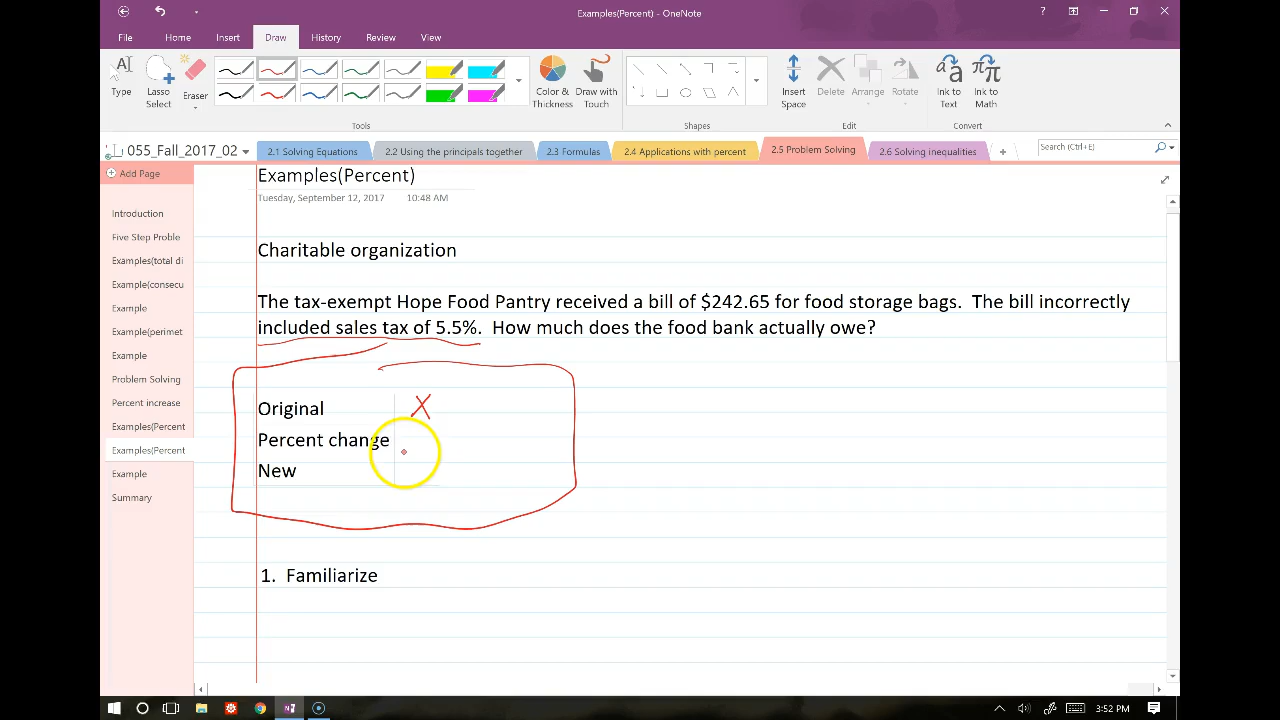 Examples(Percent) - OneNote
?
File
Home
Insert
Draw
History
Review
View
Type
Lasso
Select
Eraser
Color &
Thickness
Draw with
Touch
Insert
Space
Delete
Arrange
Rotate
Ink to
Text
Ink to
Math
Tools
Shapes
Edit
Convert
055_Fall_2017_02
2.1 Solving Equations
2.2 Using the principals together
2.3 Formulas
2.4 Applications with percent
2.5 Problem Solving
2.6 Solving inequalities
+
Search (Ctrl+E)
Add Page
Introduction
Five Step Proble
Examples(total di
Examples(consecu
Example
Examples(perimet
Example
Problem Solving
Percent increase
Examples(Percent
Examples(Percent
Example
Summary
Examples(Percent)
Tuesday, September 12, 2017 10:48 AM
Charitable organization
The tax-exempt Hope Food Pantry received a bill of $242.65 for food storage bags. The bill incorrectly
included sales tax of 5.5%. How much does the food bank actually owe?
Original X
Percent change
New
1. Familiarize
3:52 PM